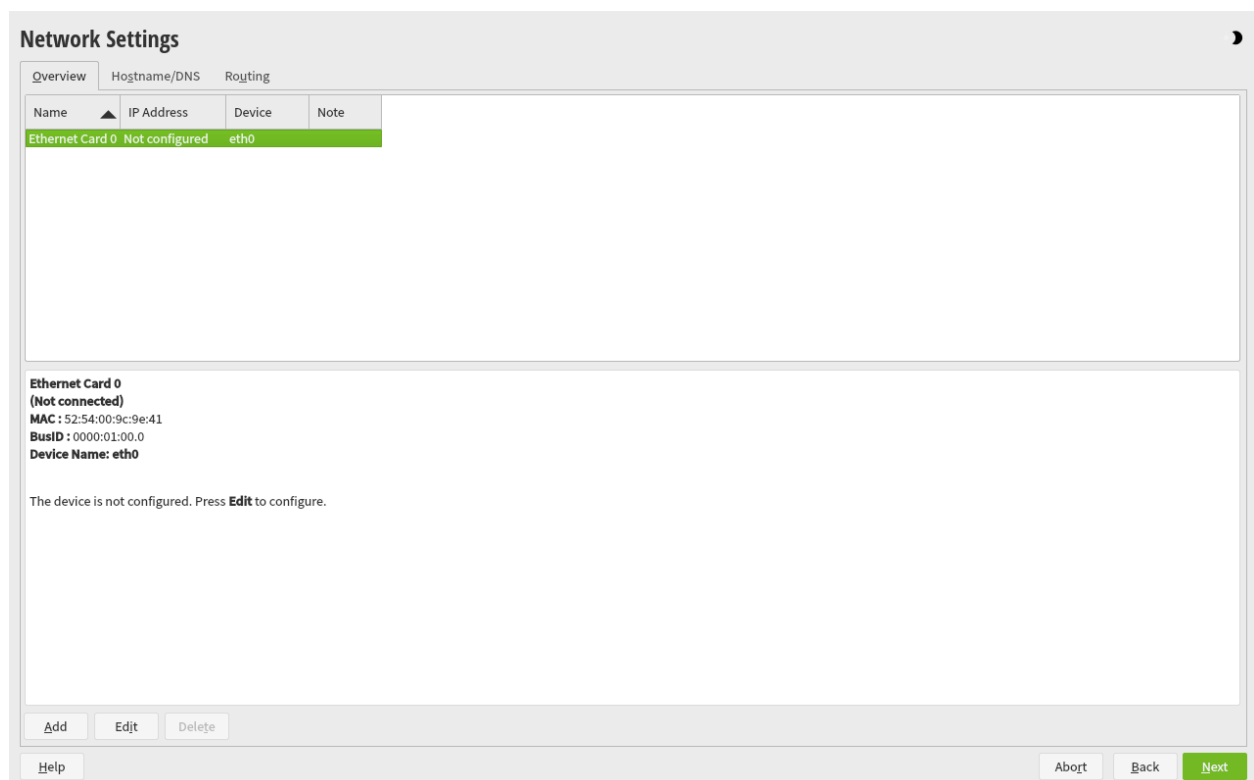 Network Settings
Overview Hostname/DNS Routing
Name IP Address Device Note
Ethernet Card 0 Not configured eth0
Ethernet Card 0
(Not connected)
MAC : 52:54:00:9c:9e:41
BusID : 0000:01:00.0
Device Name: eth0
The device is not configured. Press Edit to configure.
Add Edit Delete
Help Abort Back Next